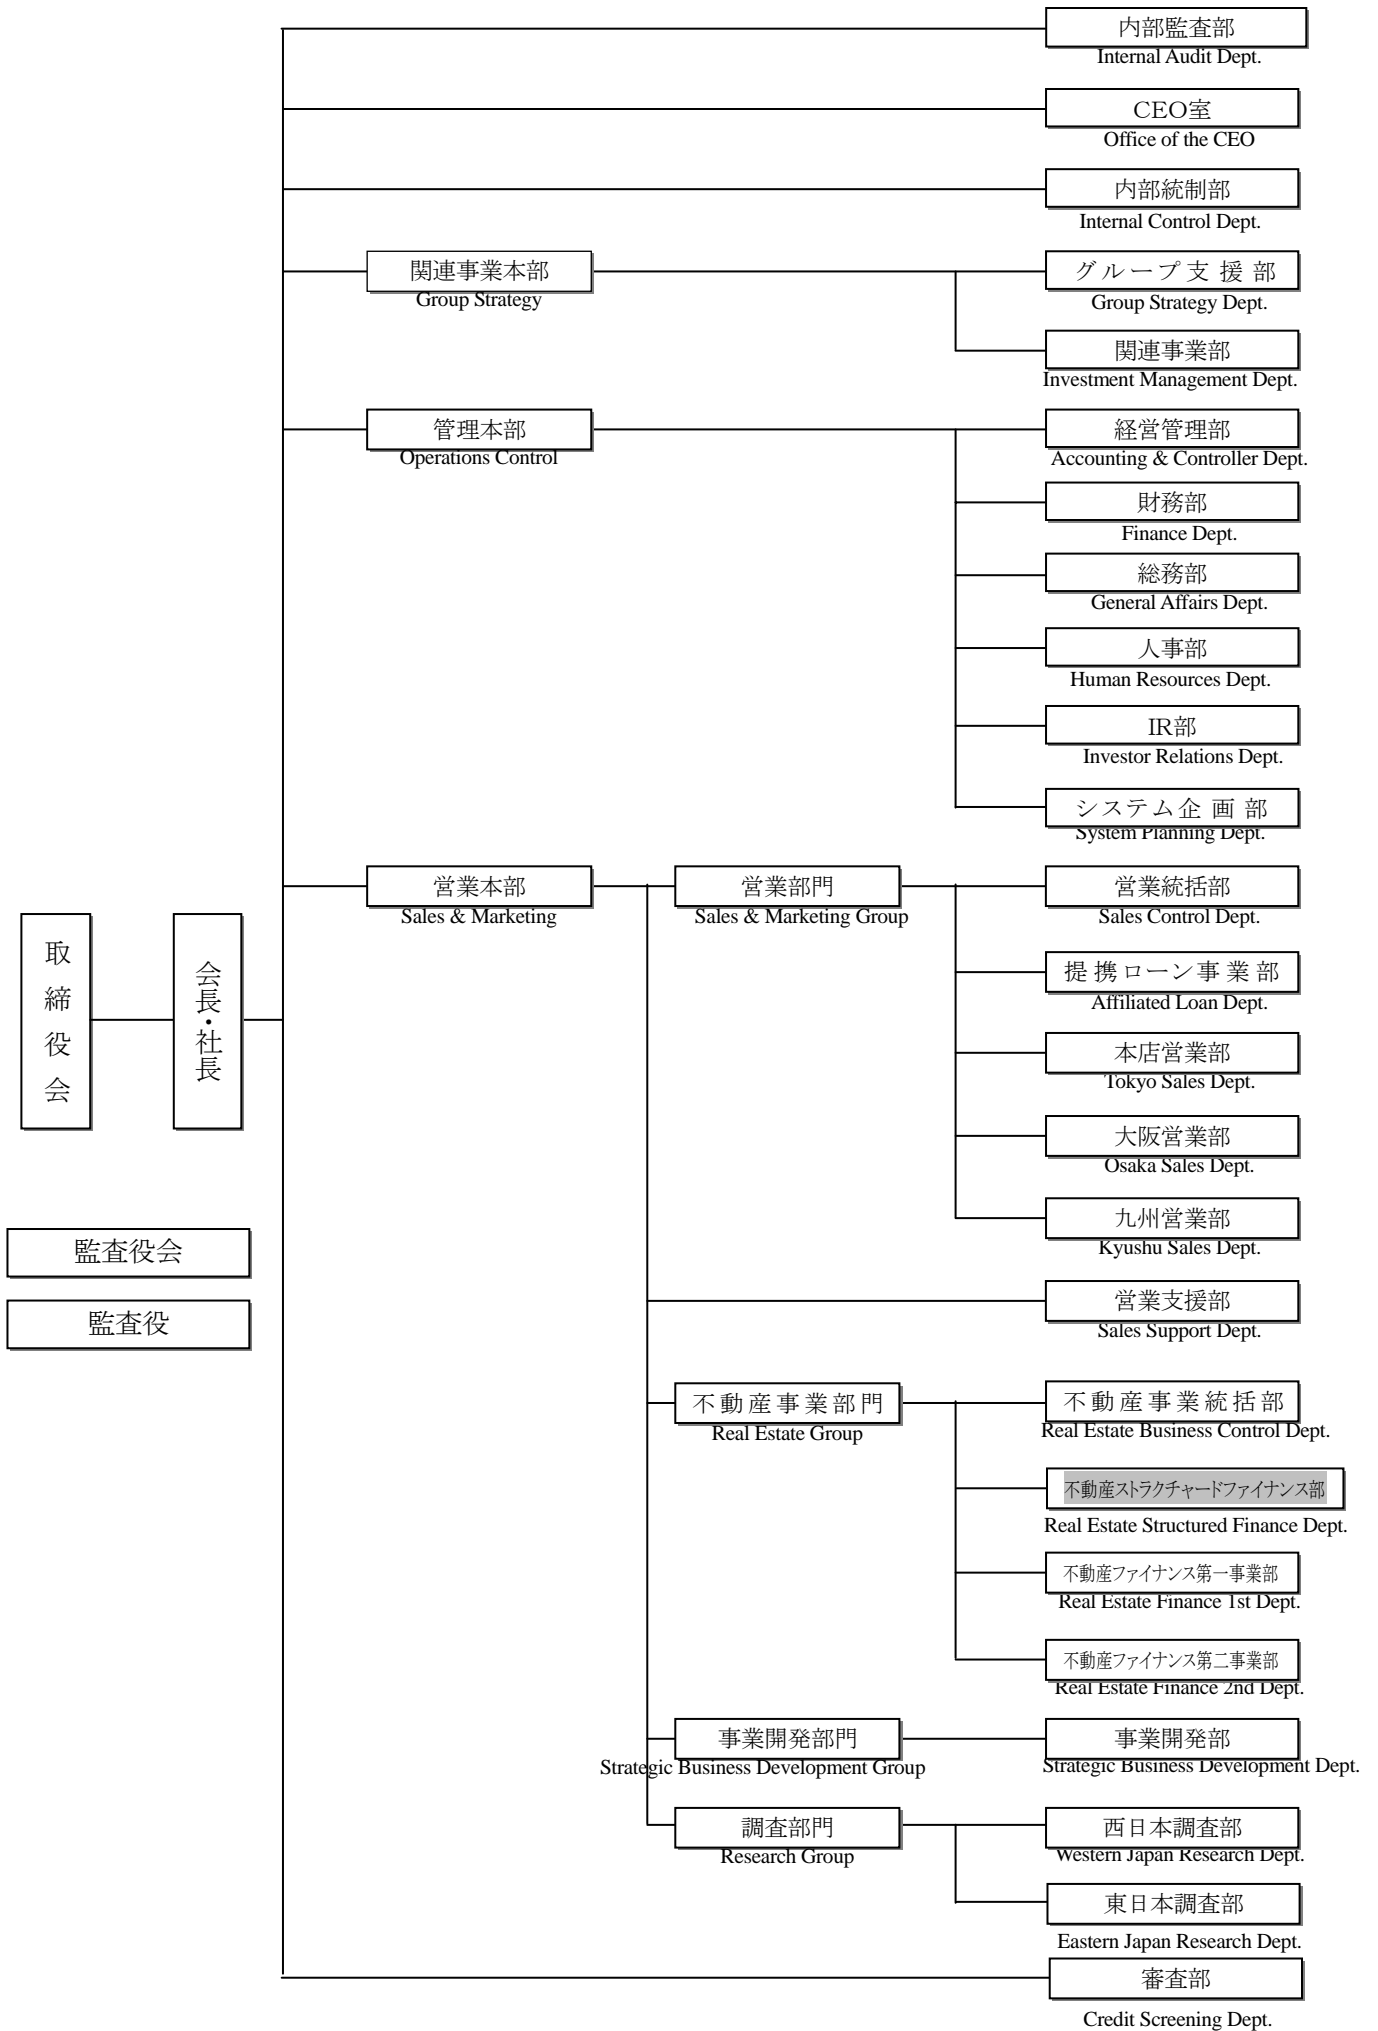 内部監査部
Internal Audit Dept.
CEO室
Office of the CEO
内部統制部
Internal Control Dept.
関連事業本部
Group Strategy
グループ支援部
Group Strategy Dept.
関連事業部
Investment Management Dept.
管理本部
Operations Control
経営管理部
Accounting & Controller Dept.
財務部
Finance Dept.
総務部
General Affairs Dept.
人事部
Human Resources Dept.
IR部
Investor Relations Dept.
システム企画部
System Planning Dept.
営業本部
Sales & Marketing
営業部門
Sales & Marketing Group
営業統括部
Sales Control Dept.
取締役会
会長・社長
提携ローン事業部
Affiliated Loan Dept.
本店営業部
Tokyo Sales Dept.
大阪営業部
Osaka Sales Dept.
九州営業部
Kyushu Sales Dept.
監査役会
監査役
営業支援部
Sales Support Dept.
不動産事業部門
Real Estate Group
不動産事業統括部
Real Estate Business Control Dept.
不動産ストラクチャードファイナンス部
Real Estate Structured Finance Dept.
不動産ファイナンス第一事業部
Real Estate Finance 1st Dept.
不動産ファイナンス第二事業部
Real Estate Finance 2nd Dept.
事業開発部門
Strategic Business Development Group
事業開発部
Strategic Business Development Dept.
調査部門
Research Group
西日本調査部
Western Japan Research Dept.
東日本調査部
Eastern Japan Research Dept.
審査部
Credit Screening Dept.